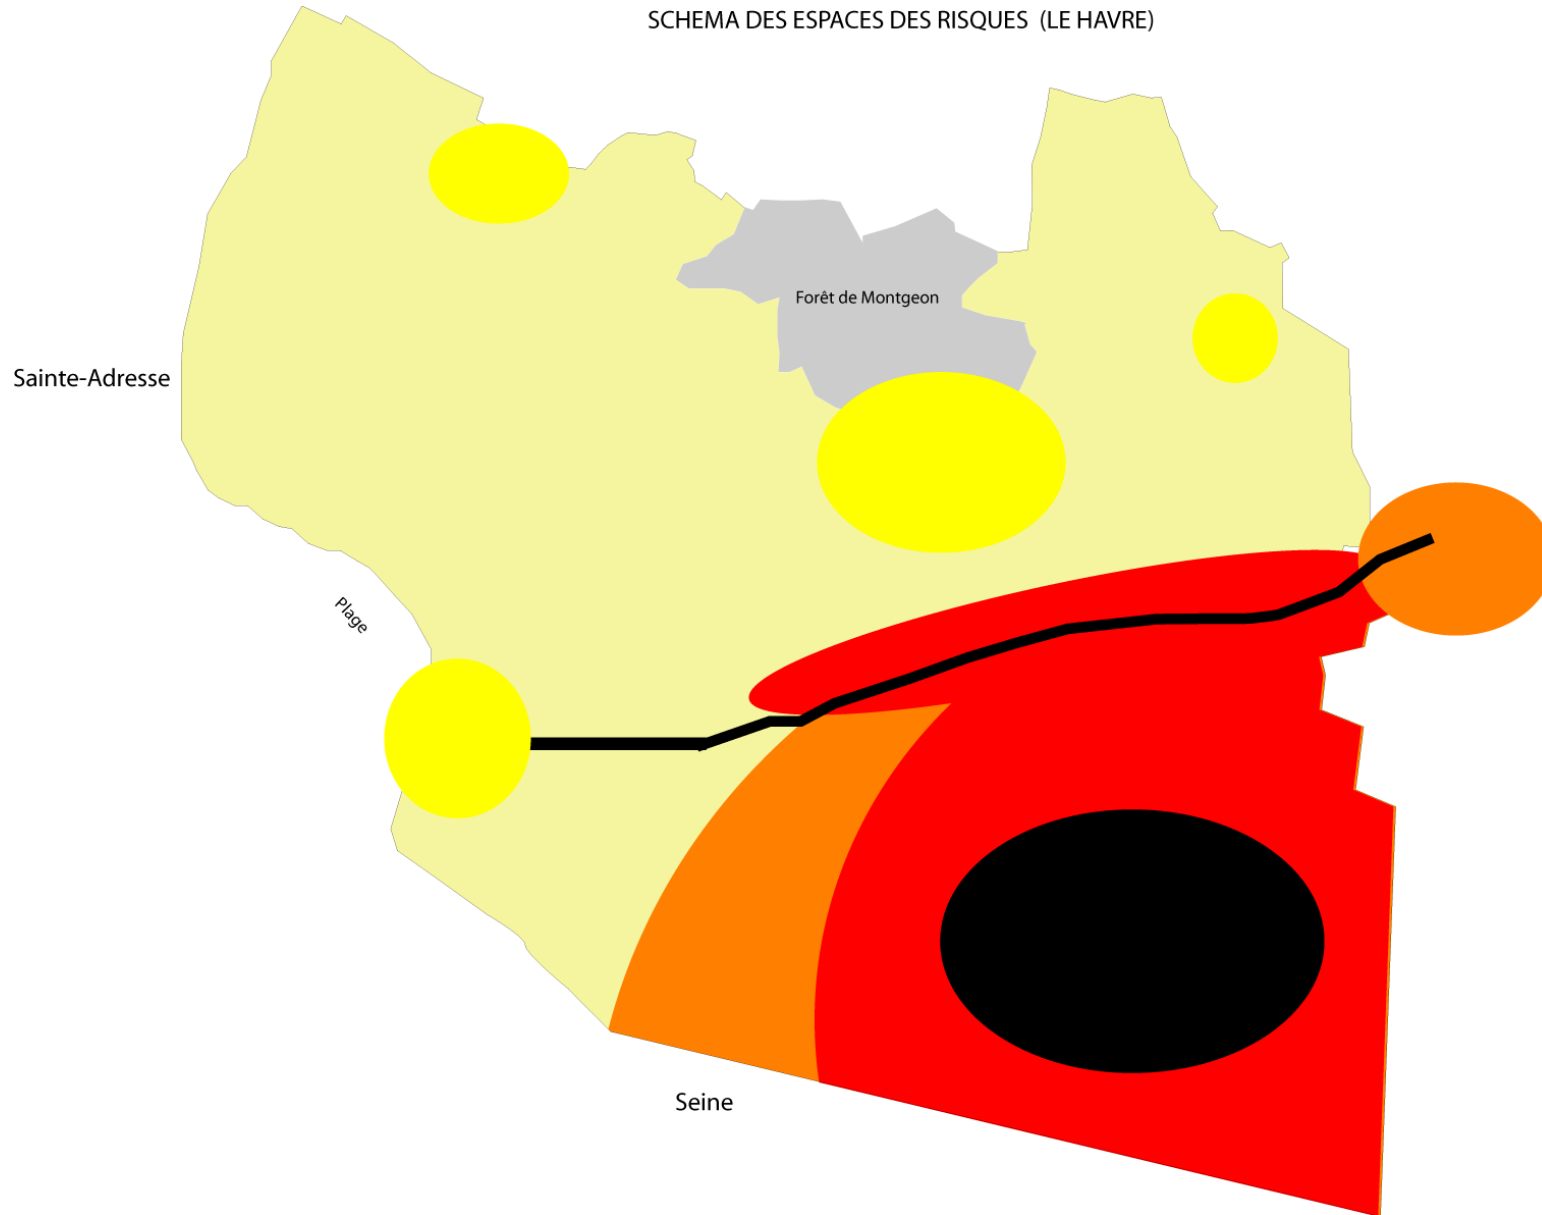 SCHEMA DES ESPACES DES RISQUES (LE HAVRE)
Forêt de Montgeon
Sainte-Adresse
Plage
Seine